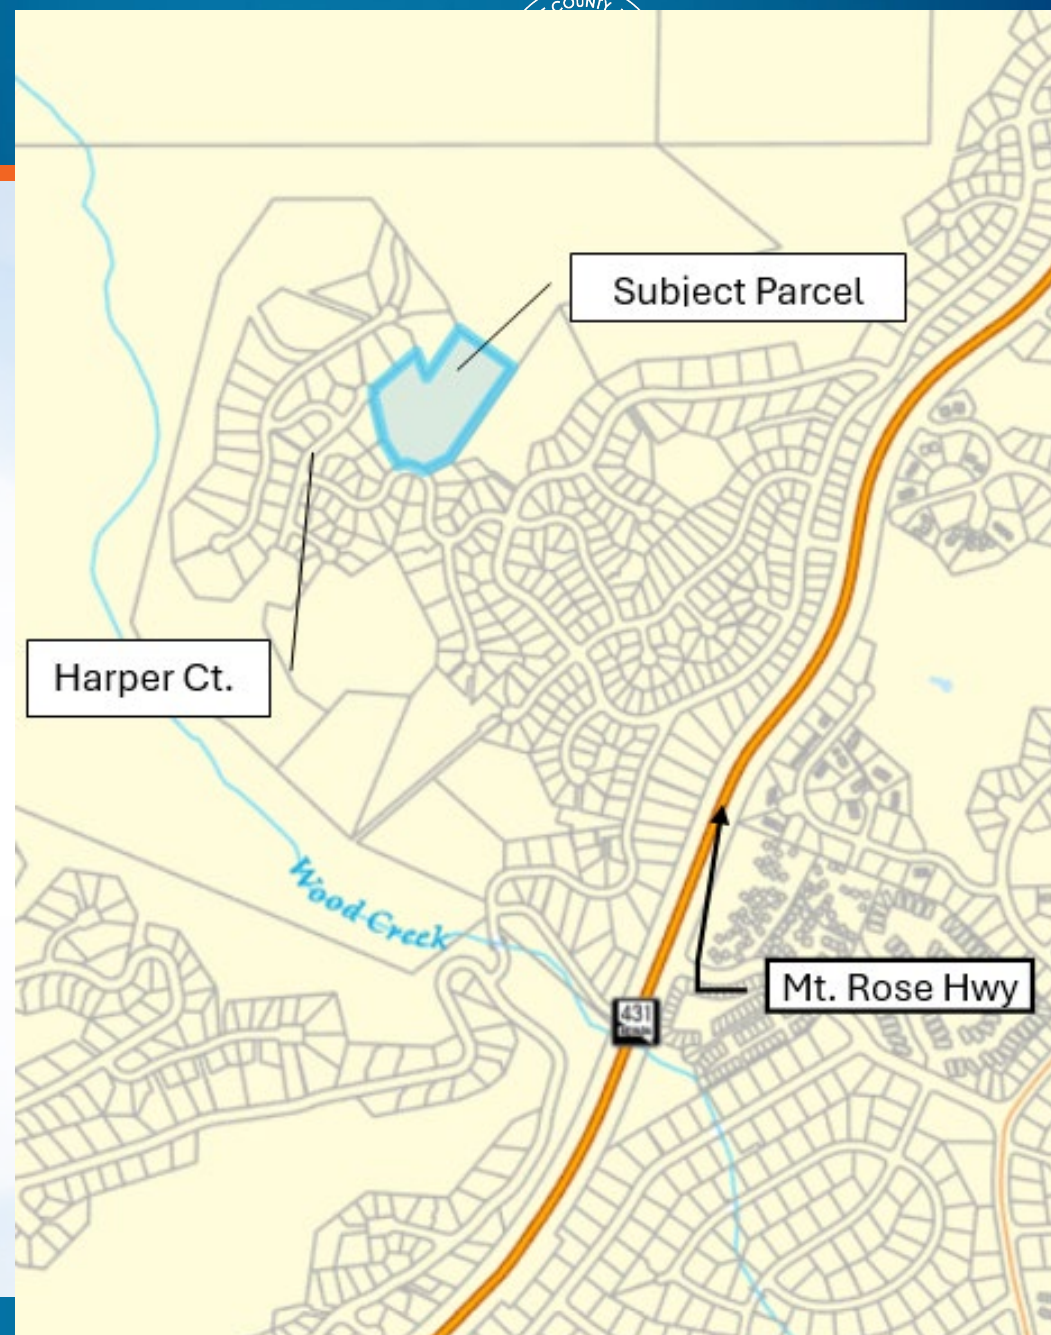 COUNTY
Subject Parcel
Harper Ct.
Wood Creek
Mt. Rose Hwy
431